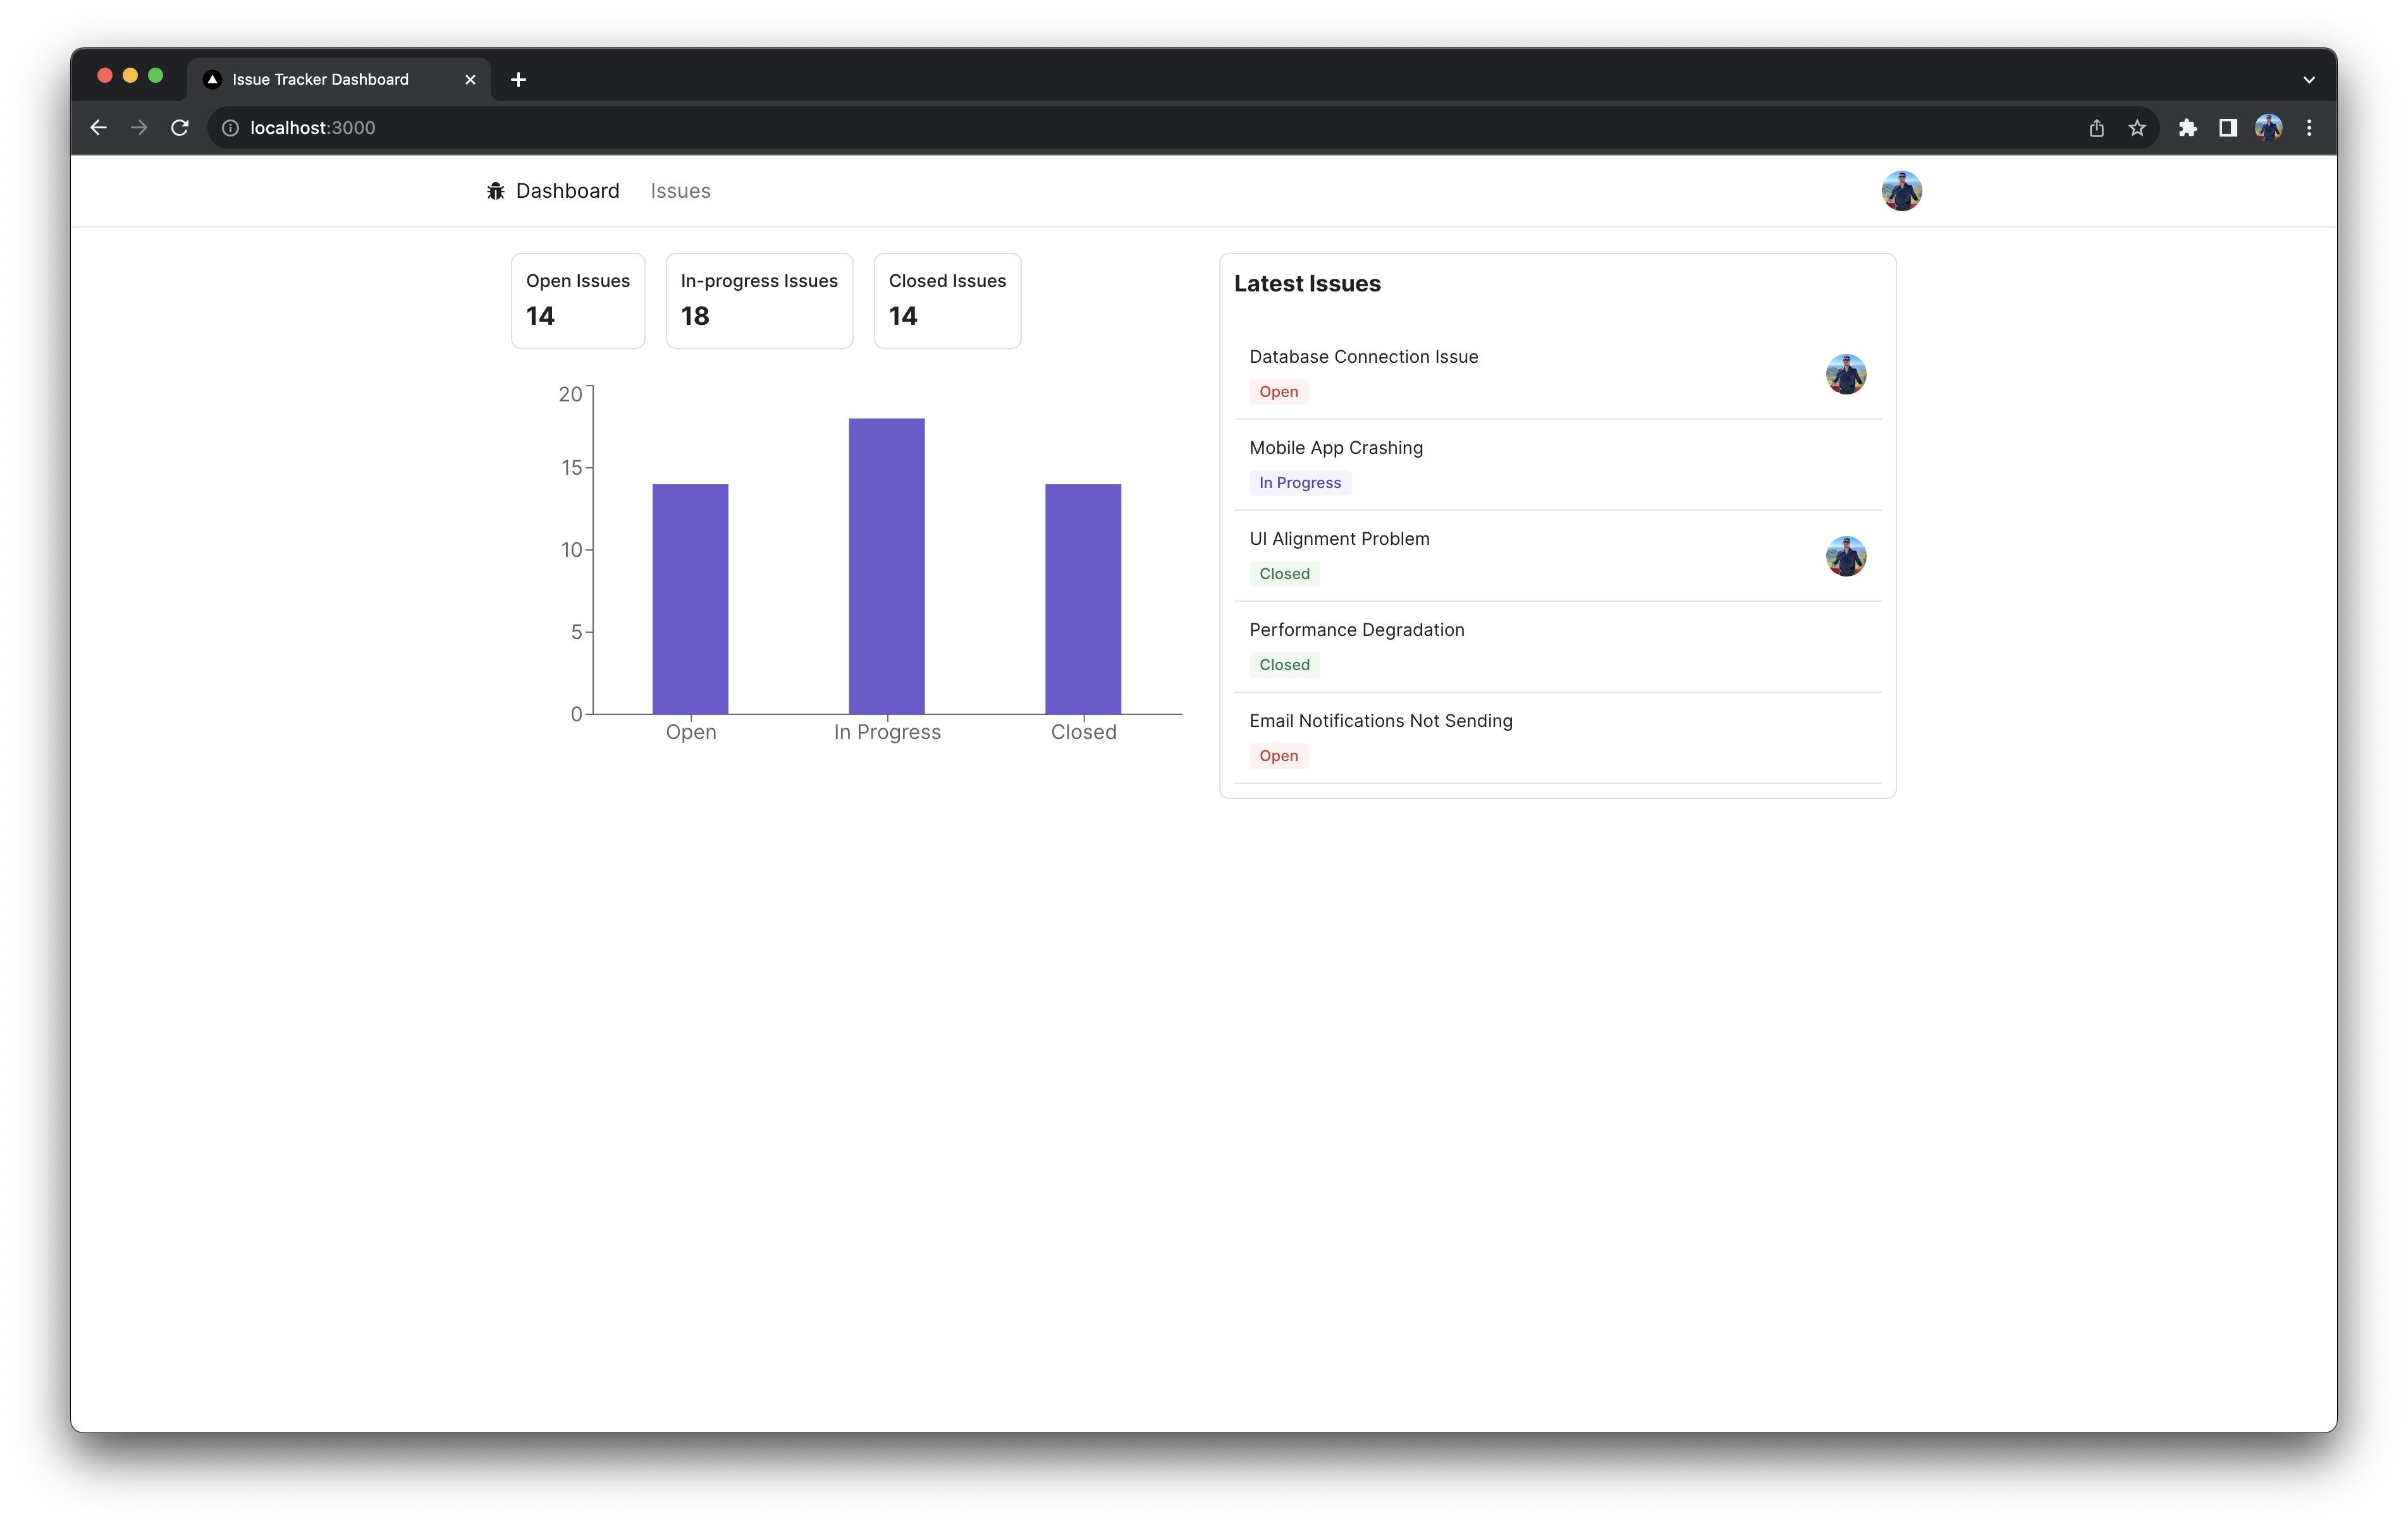 Issue Tracker Dashboard
localhost:3000
Dashboard Issues
Open Issues
14
In-progress Issues
18
Closed Issues
14
20
15
10
5
0
Open In Progress Closed
Latest Issues
Database Connection Issue
Open
Mobile App Crashing
In Progress
UI Alignment Problem
Closed
Performance Degradation
Closed
Email Notifications Not Sending
Open